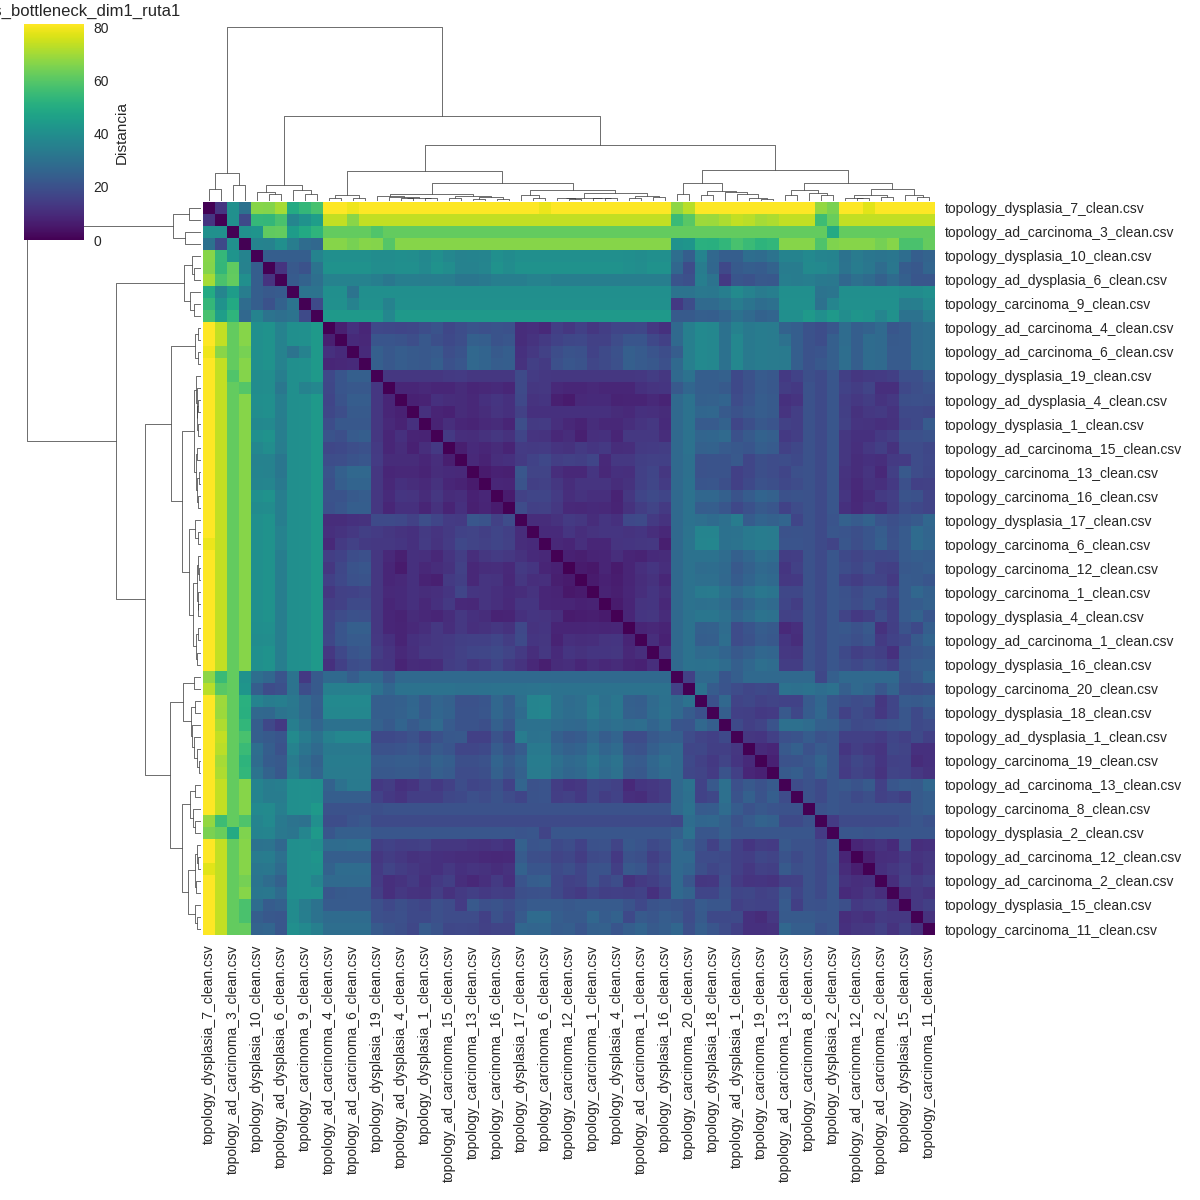 s_bottleneck_dim1_ruta1
80
60
40
20
0
Distancia
topology_dysplasia_7_clean.csv
topology_ad_carcinoma_3_clean.csv
topology_dysplasia_10_clean.csv
topology_ad_dysplasia_6_clean.csv
topology_carcinoma_9_clean.csv
topology_ad_carcinoma_4_clean.csv
topology_ad_carcinoma_6_clean.csv
topology_dysplasia_19_clean.csv
topology_ad_dysplasia_4_clean.csv
topology_dysplasia_1_clean.csv
topology_ad_carcinoma_15_clean.csv
topology_carcinoma_13_clean.csv
topology_carcinoma_16_clean.csv
topology_dysplasia_17_clean.csv
topology_carcinoma_6_clean.csv
topology_carcinoma_12_clean.csv
topology_carcinoma_1_clean.csv
topology_dysplasia_4_clean.csv
topology_ad_carcinoma_1_clean.csv
topology_dysplasia_16_clean.csv
topology_carcinoma_20_clean.csv
topology_dysplasia_18_clean.csv
topology_ad_dysplasia_1_clean.csv
topology_carcinoma_19_clean.csv
topology_ad_carcinoma_13_clean.csv
topology_carcinoma_8_clean.csv
topology_dysplasia_2_clean.csv
topology_ad_carcinoma_12_clean.csv
topology_ad_carcinoma_2_clean.csv
topology_dysplasia_15_clean.csv
topology_carcinoma_11_clean.csv
topology_dysplasia_7_clean.csv
topology_ad_carcinoma_3_clean.csv
topology_dysplasia_10_clean.csv
topology_ad_dysplasia_6_clean.csv
topology_carcinoma_9_clean.csv
topology_ad_carcinoma_4_clean.csv
topology_ad_carcinoma_6_clean.csv
topology_dysplasia_19_clean.csv
topology_ad_dysplasia_4_clean.csv
topology_dysplasia_1_clean.csv
topology_ad_carcinoma_15_clean.csv
topology_carcinoma_13_clean.csv
topology_carcinoma_16_clean.csv
topology_dysplasia_17_clean.csv
topology_carcinoma_6_clean.csv
topology_carcinoma_12_clean.csv
topology_carcinoma_1_clean.csv
topology_dysplasia_4_clean.csv
topology_ad_carcinoma_1_clean.csv
topology_dysplasia_16_clean.csv
topology_carcinoma_20_clean.csv
topology_dysplasia_18_clean.csv
topology_ad_dysplasia_1_clean.csv
topology_carcinoma_19_clean.csv
topology_ad_carcinoma_13_clean.csv
topology_carcinoma_8_clean.csv
topology_dysplasia_2_clean.csv
topology_ad_carcinoma_12_clean.csv
topology_ad_carcinoma_2_clean.csv
topology_dysplasia_15_clean.csv
topology_carcinoma_11_clean.csv